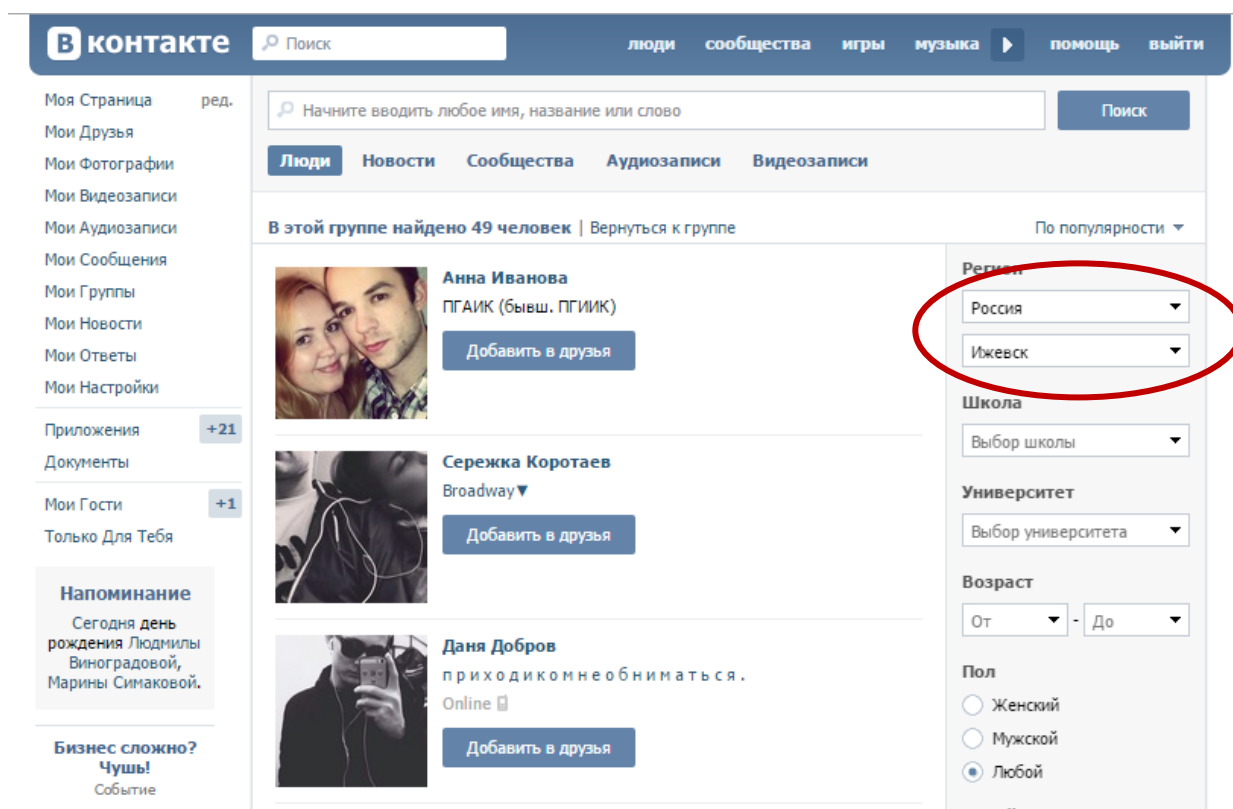 В контакте
Поиск
люди сообщества игры музыка помощь выйти
Моя Страница ред.
Мои Друзья
Мои Фотографии
Мои Видеозаписи
Мои Аудиозаписи
Мои Сообщения
Мои Группы
Мои Новости
Мои Ответы
Мои Настройки
Приложения +21
Документы
Мои Гости +1
Только Для Тебя
Напоминание
Сегодня день
рождения Людмилы
Виноградовой,
Марины Симаковой.
Бизнес сложно?
Чушь!
Событие
Начните вводить любое имя, название или слово
Поиск
Люди Новости Сообщества Аудиозаписи Видеозаписи
В этой группе найдено 49 человек | Вернуться к группе
По популярности
Анна Иванова
ПГАИК (бывш. ПГИИК)
Добавить в друзья
Сережка Коротаев
Broadway▼
Добавить в друзья
Даня Добров
п р и х о д и к о м н е о б н и м а т ь с я .
Online
Добавить в друзья
Регион
Россия
Ижевск
Школа
Выбор школы
Университет
Выбор университета
Возраст
От - До
Пол
Женский
Мужской
Любой